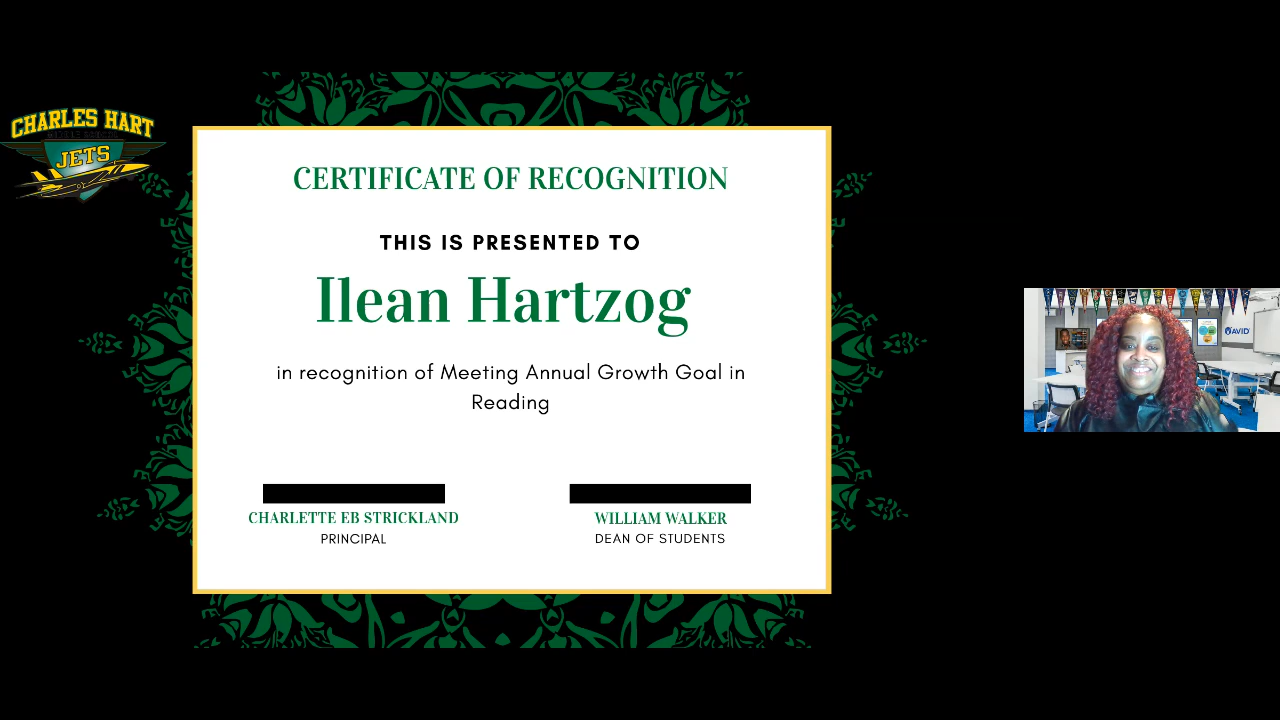 CHARLES HART
JETS
CERTIFICATE OF RECOGNITION
THIS IS PRESENTED TO
Ilean Hartzog
in recognition of Meeting Annual Growth Goal in
Reading
CHARLETTE EB STRICKLAND
PRINCIPAL
WILLIAM WALKER
DEAN OF STUDENTS
AVID